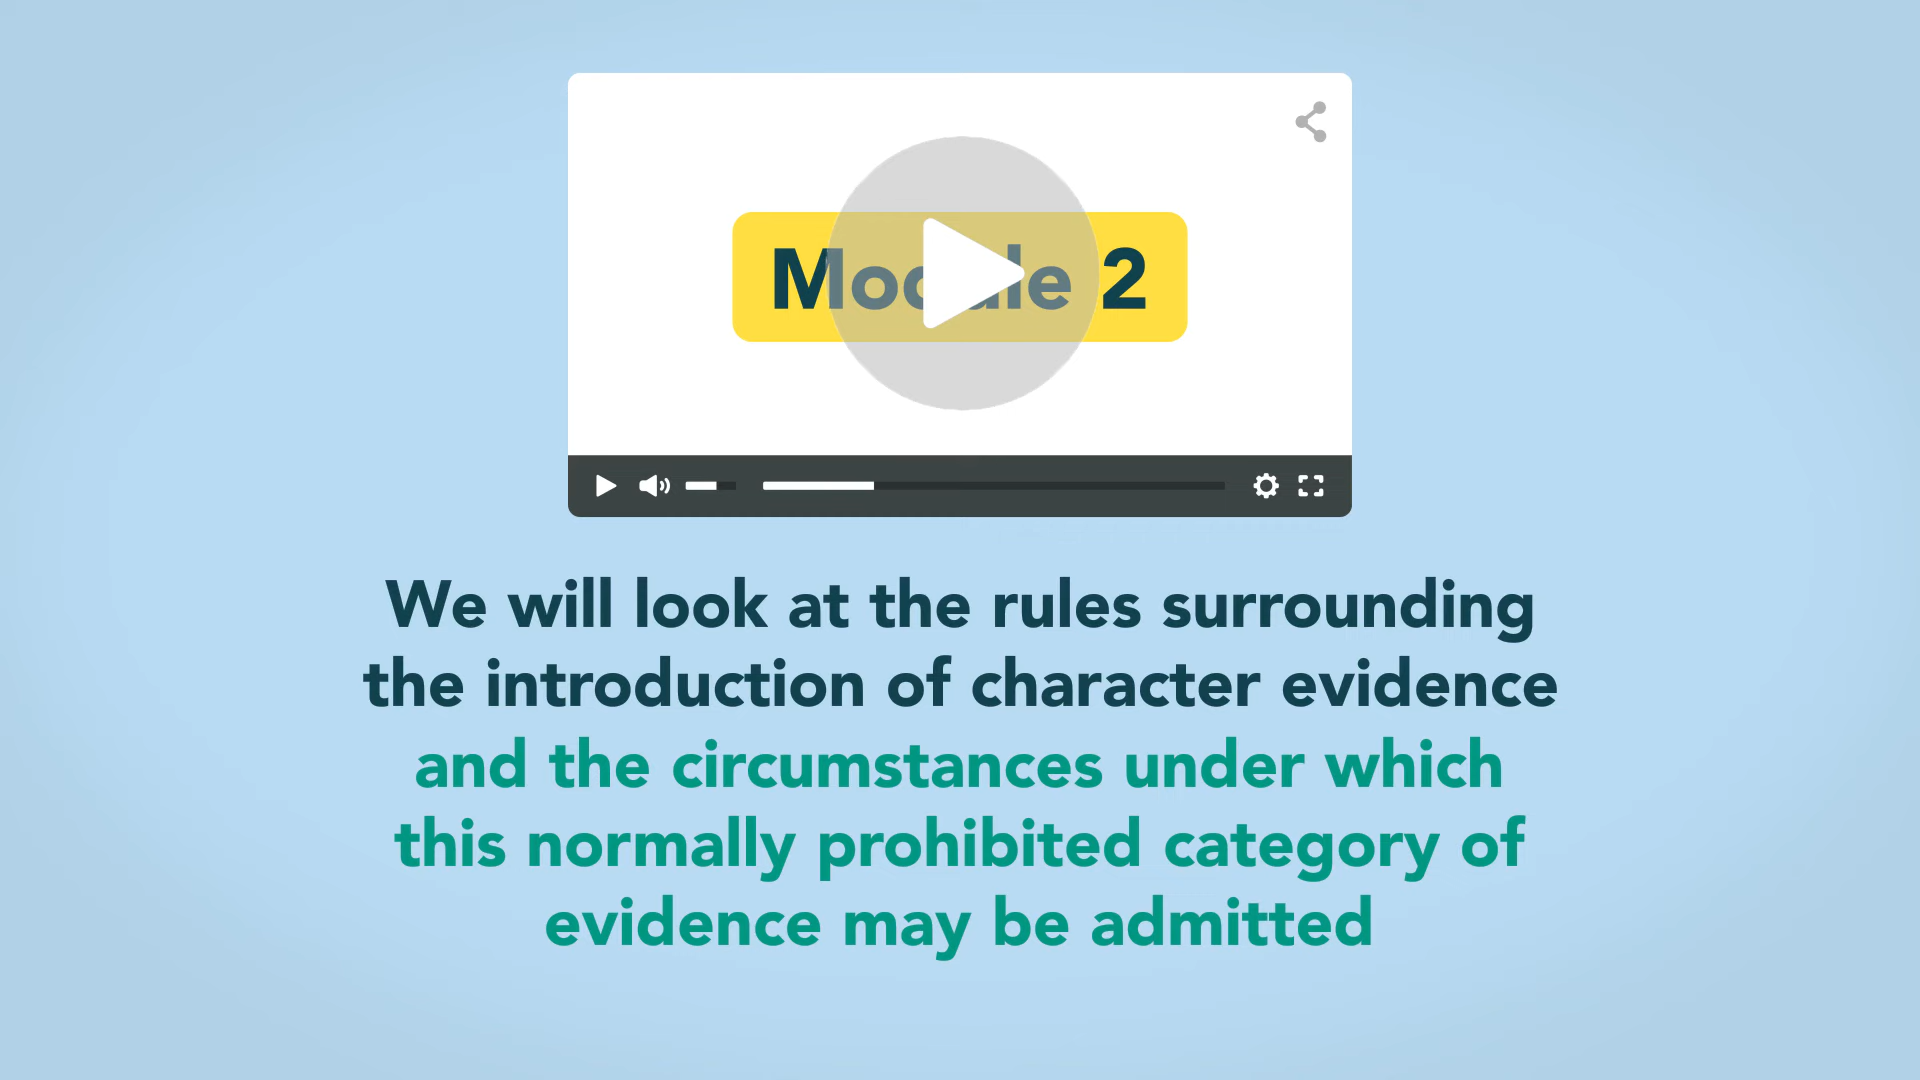 Module 2
We will look at the rules surrounding
the introduction of character evidence
and the circumstances under which
this normally prohibited category of
evidence may be admitted